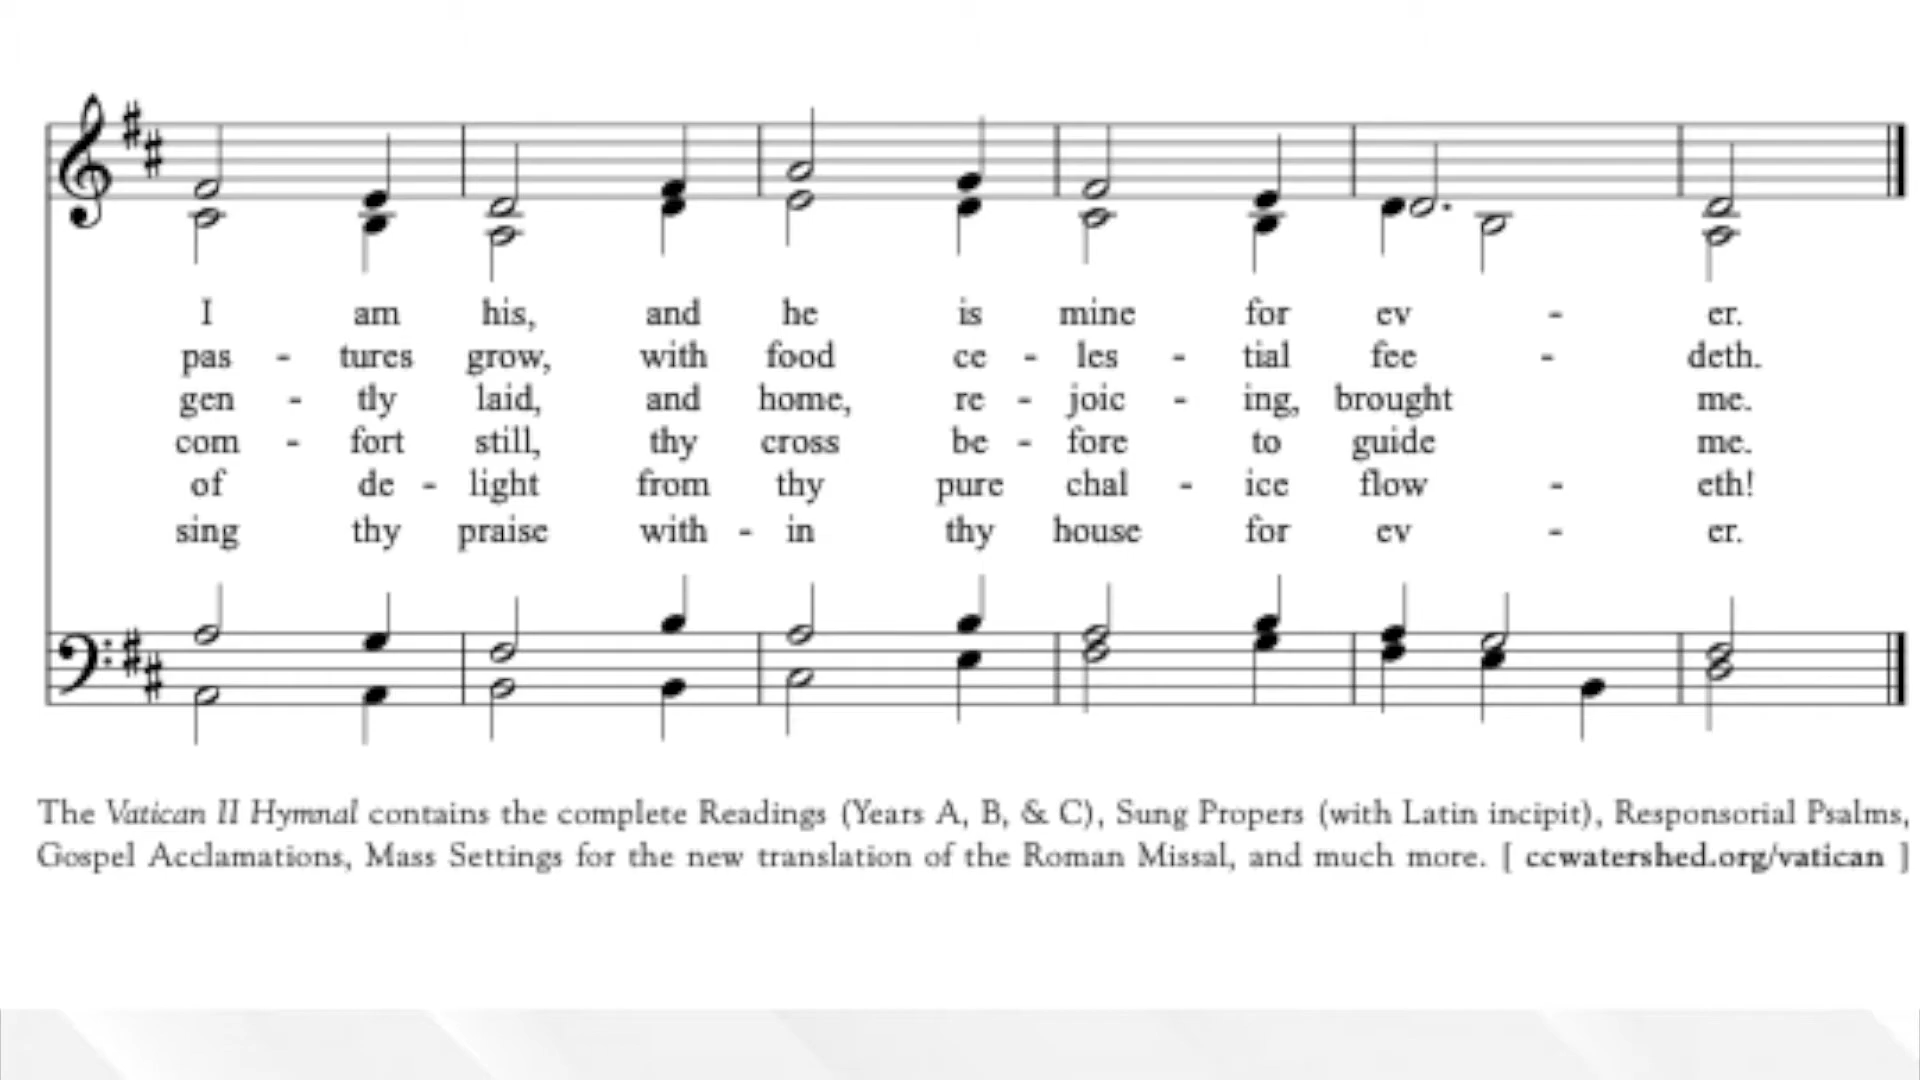 I am his, and he is mine for ev - er.
pas - tures grow, with food ce - les - tial fee - deth.
gen - tly laid, and home, re - joic - ing, brought me.
com - fort still, thy cross be - fore to guide me.
of de - light from thy pure chal - ice flow - eth!
sing thy praise with - in thy house for ev - er.
The Vatican II Hymnal contains the complete Readings (Years A, B, & C), Sung Propers (with Latin incipit), Responsorial Psalms,
Gospel Acclamations, Mass Settings for the new translation of the Roman Missal, and much more. [ ccwatershed.org/vatican ]